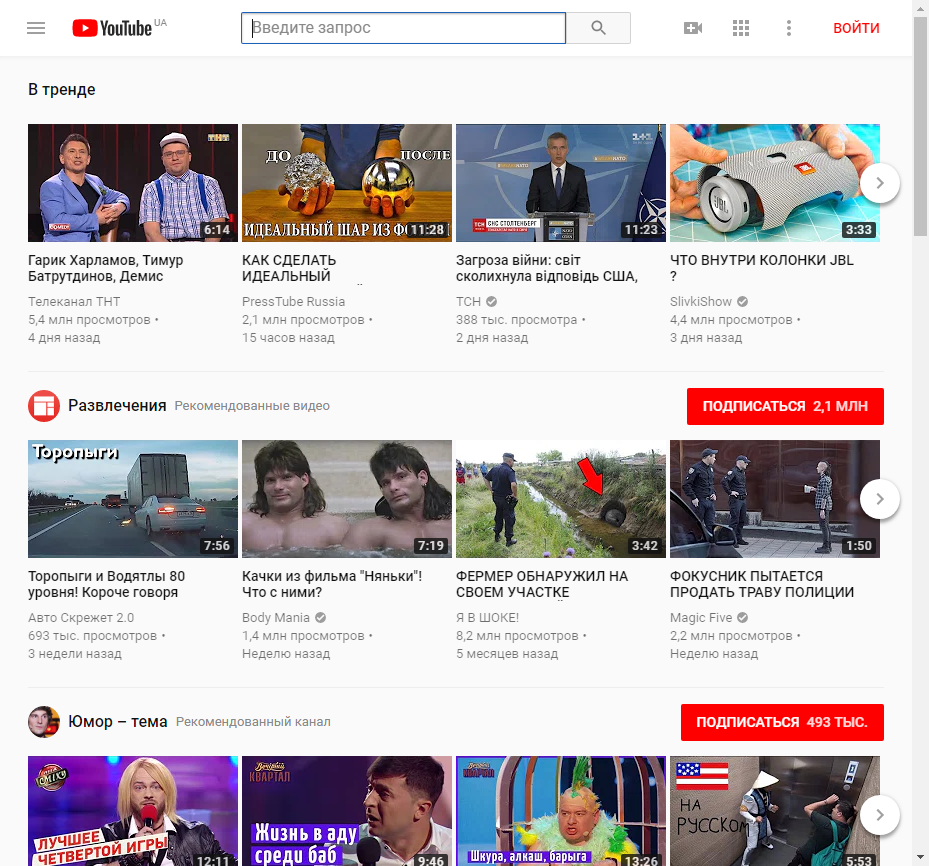 YouTube UA
Введите запрос
ВОЙТИ
В тренде
ТНТ
COMEDY
6:14
ДО ПОСЛЕ
ИДЕАЛЬНЫЙ ШАР ИЗ ФО
11:28
1+1
ТСН ЄНС СТОЛТЕНБЕРГ
11:23
JBL
3:33
Гарик Харламов, Тимур
Батрутдинов, Демис
КАК СДЕЛАТЬ
ИДЕАЛЬНЫЙ
Загроза війни: світ
сколихнула відповідь США,
ЧТО ВНУТРИ КОЛОНКИ JBL
?
Телеканал ТНТ
5,4 млн просмотров •
4 дня назад
PressTube Russia
2,1 млн просмотров •
15 часов назад
ТСН
388 тыс. просмотра •
2 дня назад
SlivkiShow
4,4 млн просмотров •
3 дня назад
Развлечения Рекомендованные видео
ПОДПИСАТЬСЯ 2,1 МЛН
Торопыги
7:56
7:19
3:42
1:50
Торопыги и Водятлы 80
уровня! Короче говоря
Качки из фильма "Няньки"!
Что с ними?
ФЕРМЕР ОБНАРУЖИЛ НА
СВОЕМ УЧАСТКЕ
ФОКУСНИК ПЫТАЕТСЯ
ПРОДАТЬ ТРАВУ ПОЛИЦИИ
Авто Скрежет 2.0
693 тыс. просмотров •
3 недели назад
Body Mania
1,4 млн просмотров •
Неделю назад
Я В ШОКЕ!
8,2 млн просмотров •
5 месяцев назад
Magic Five
2,2 млн просмотров •
Неделю назад
Юмор – тема Рекомендованный канал
ПОДПИСАТЬСЯ 493 ТЫС.
ЛУЧШЕЕ
ЧЕТВЕРТОЙ ИГРЫ
12:11
Вечірній
КВАРТАЛ
Жизнь в аду
среди баб
9:46
КВАРТАЛ
Шкура, алкаш, барыга
13:26
НА
РУССКОМ
5:53